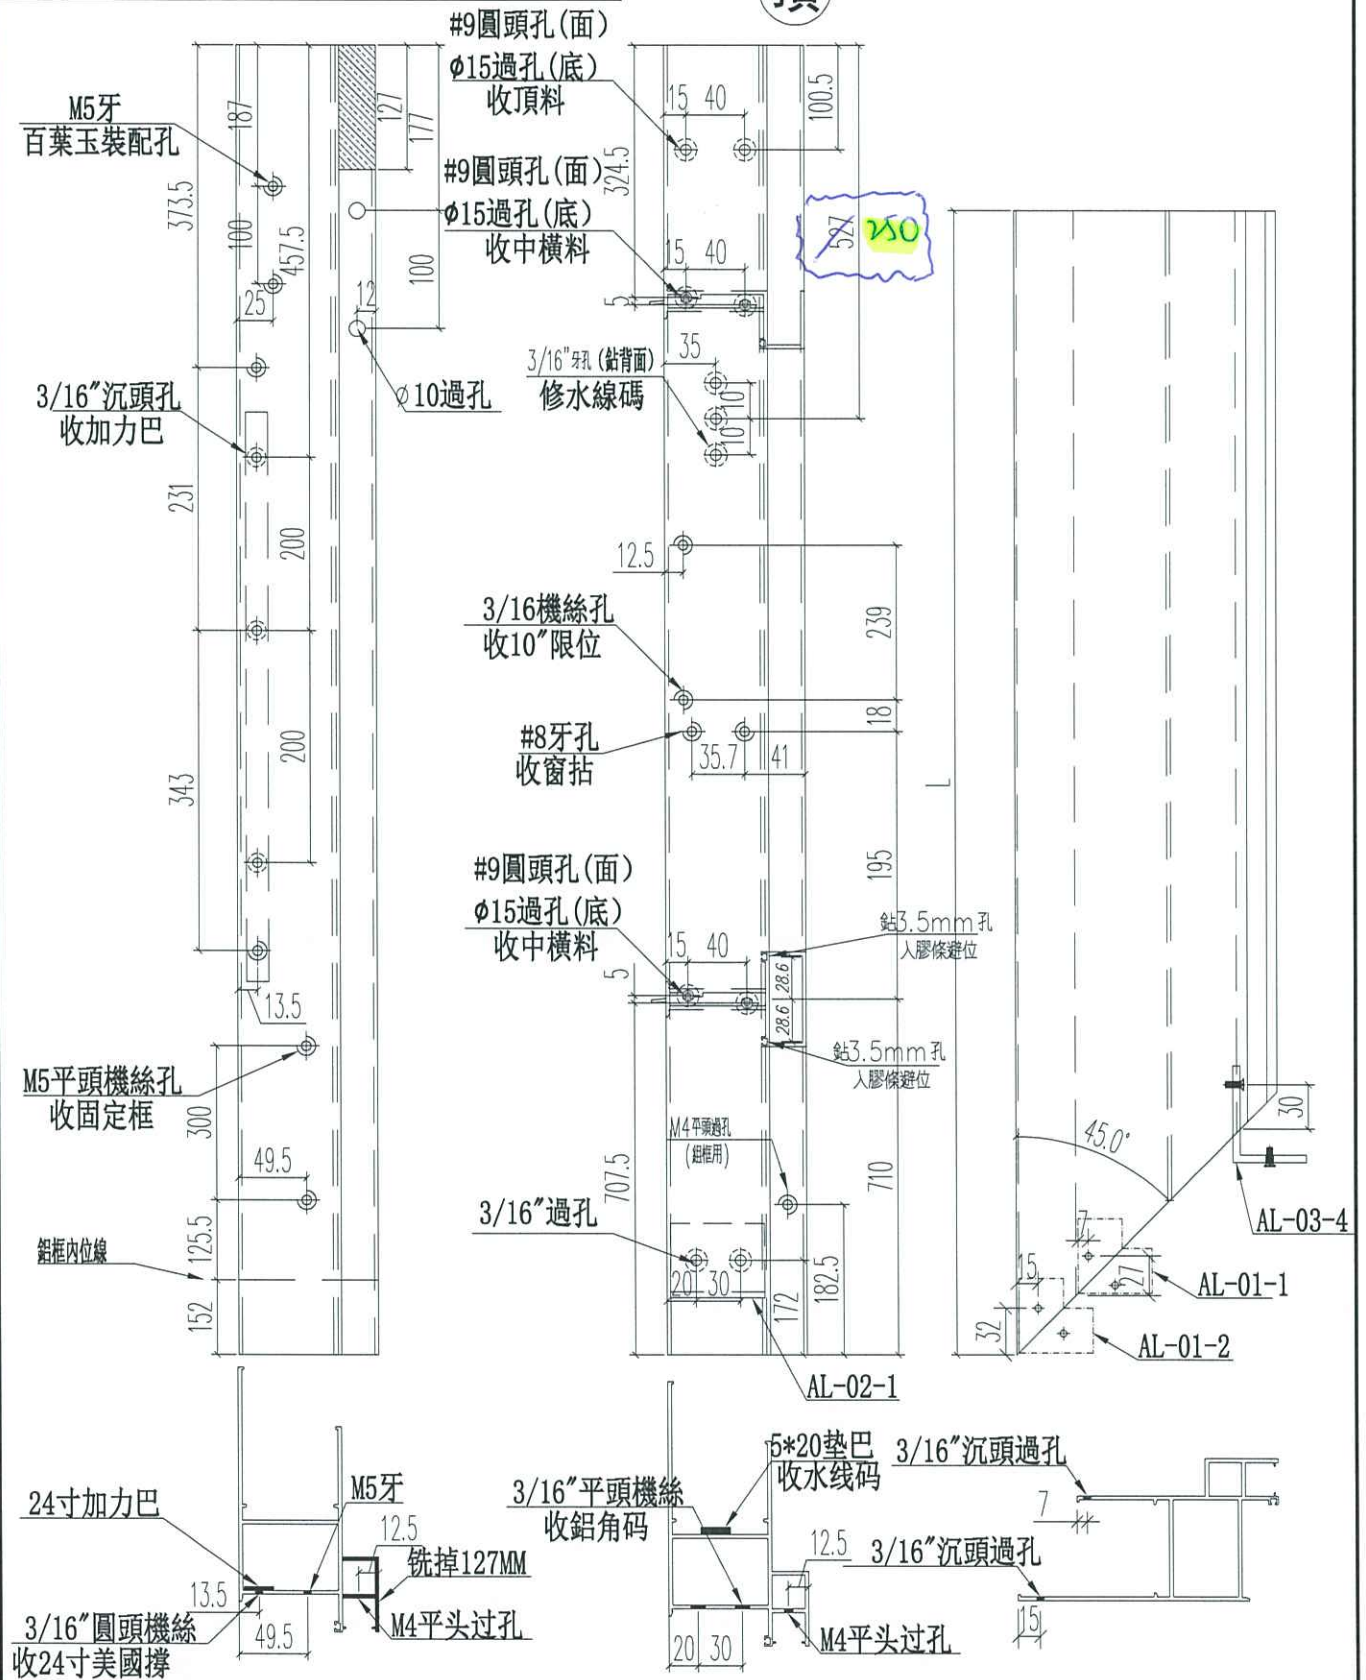 頂
#9圓頭孔(面)
ϕ15過孔(底)
收頂料
M5牙
百葉玉裝配孔
187
127
177
15
40
100.5
324.5
#9圓頭孔(面)
ϕ15過孔(底)
收中橫料
373.5
100
457.5
25
100
12
15
40
5
527
250
3/16"沉頭孔
收加力巴
ϕ10過孔
3/16"牙孔(鉆背面)
修水線碼
35
10
10
231
200
12.5
3/16機絲孔
收10"限位
239
18
#8牙孔
收窗拈
35.7
41
200
343
L
195
#9圓頭孔(面)
ϕ15過孔(底)
收中橫料
15
40
5
28.6
28.6
鉆3.5mm孔
入膠條避位
鉆3.5mm孔
入膠條避位
13.5
M5平頭機絲孔
收固定框
300
49.5
M4平頭過孔
(組框用)
707.5
710
45.0°
30
3/16"過孔
AL-03-4
鋁框內位線
125.5
152
20
30
172
182.5
7
15
27
32
AL-01-1
AL-01-2
AL-02-1
24寸加力巴
M5牙
12.5
铣掉127MM
13.5
49.5
M4平头过孔
3/16"圓頭機絲
收24寸美國撐
5*20垫巴
收水线码
3/16"平頭機絲
收鋁角码
12.5
20
30
M4平头过孔
3/16"沉頭過孔
7
3/16"沉頭過孔
15